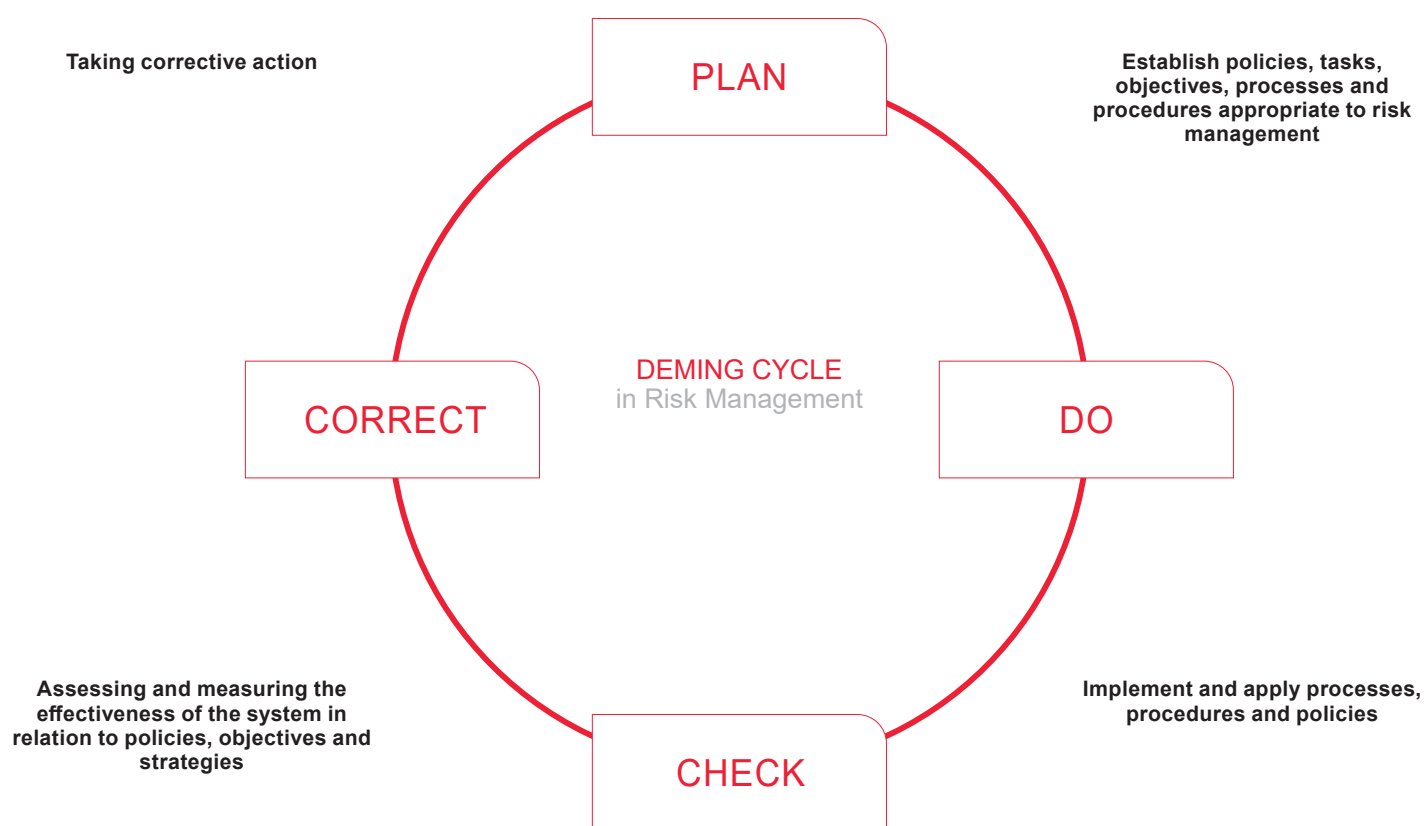 Taking corrective action
PLAN
Establish policies, tasks,
objectives, processes and
procedures appropriate to risk
management
DEMING CYCLE
in Risk Management
CORRECT
DO
Assessing and measuring the
effectiveness of the system in
relation to policies, objectives and
strategies
Implement and apply processes,
procedures and policies
CHECK